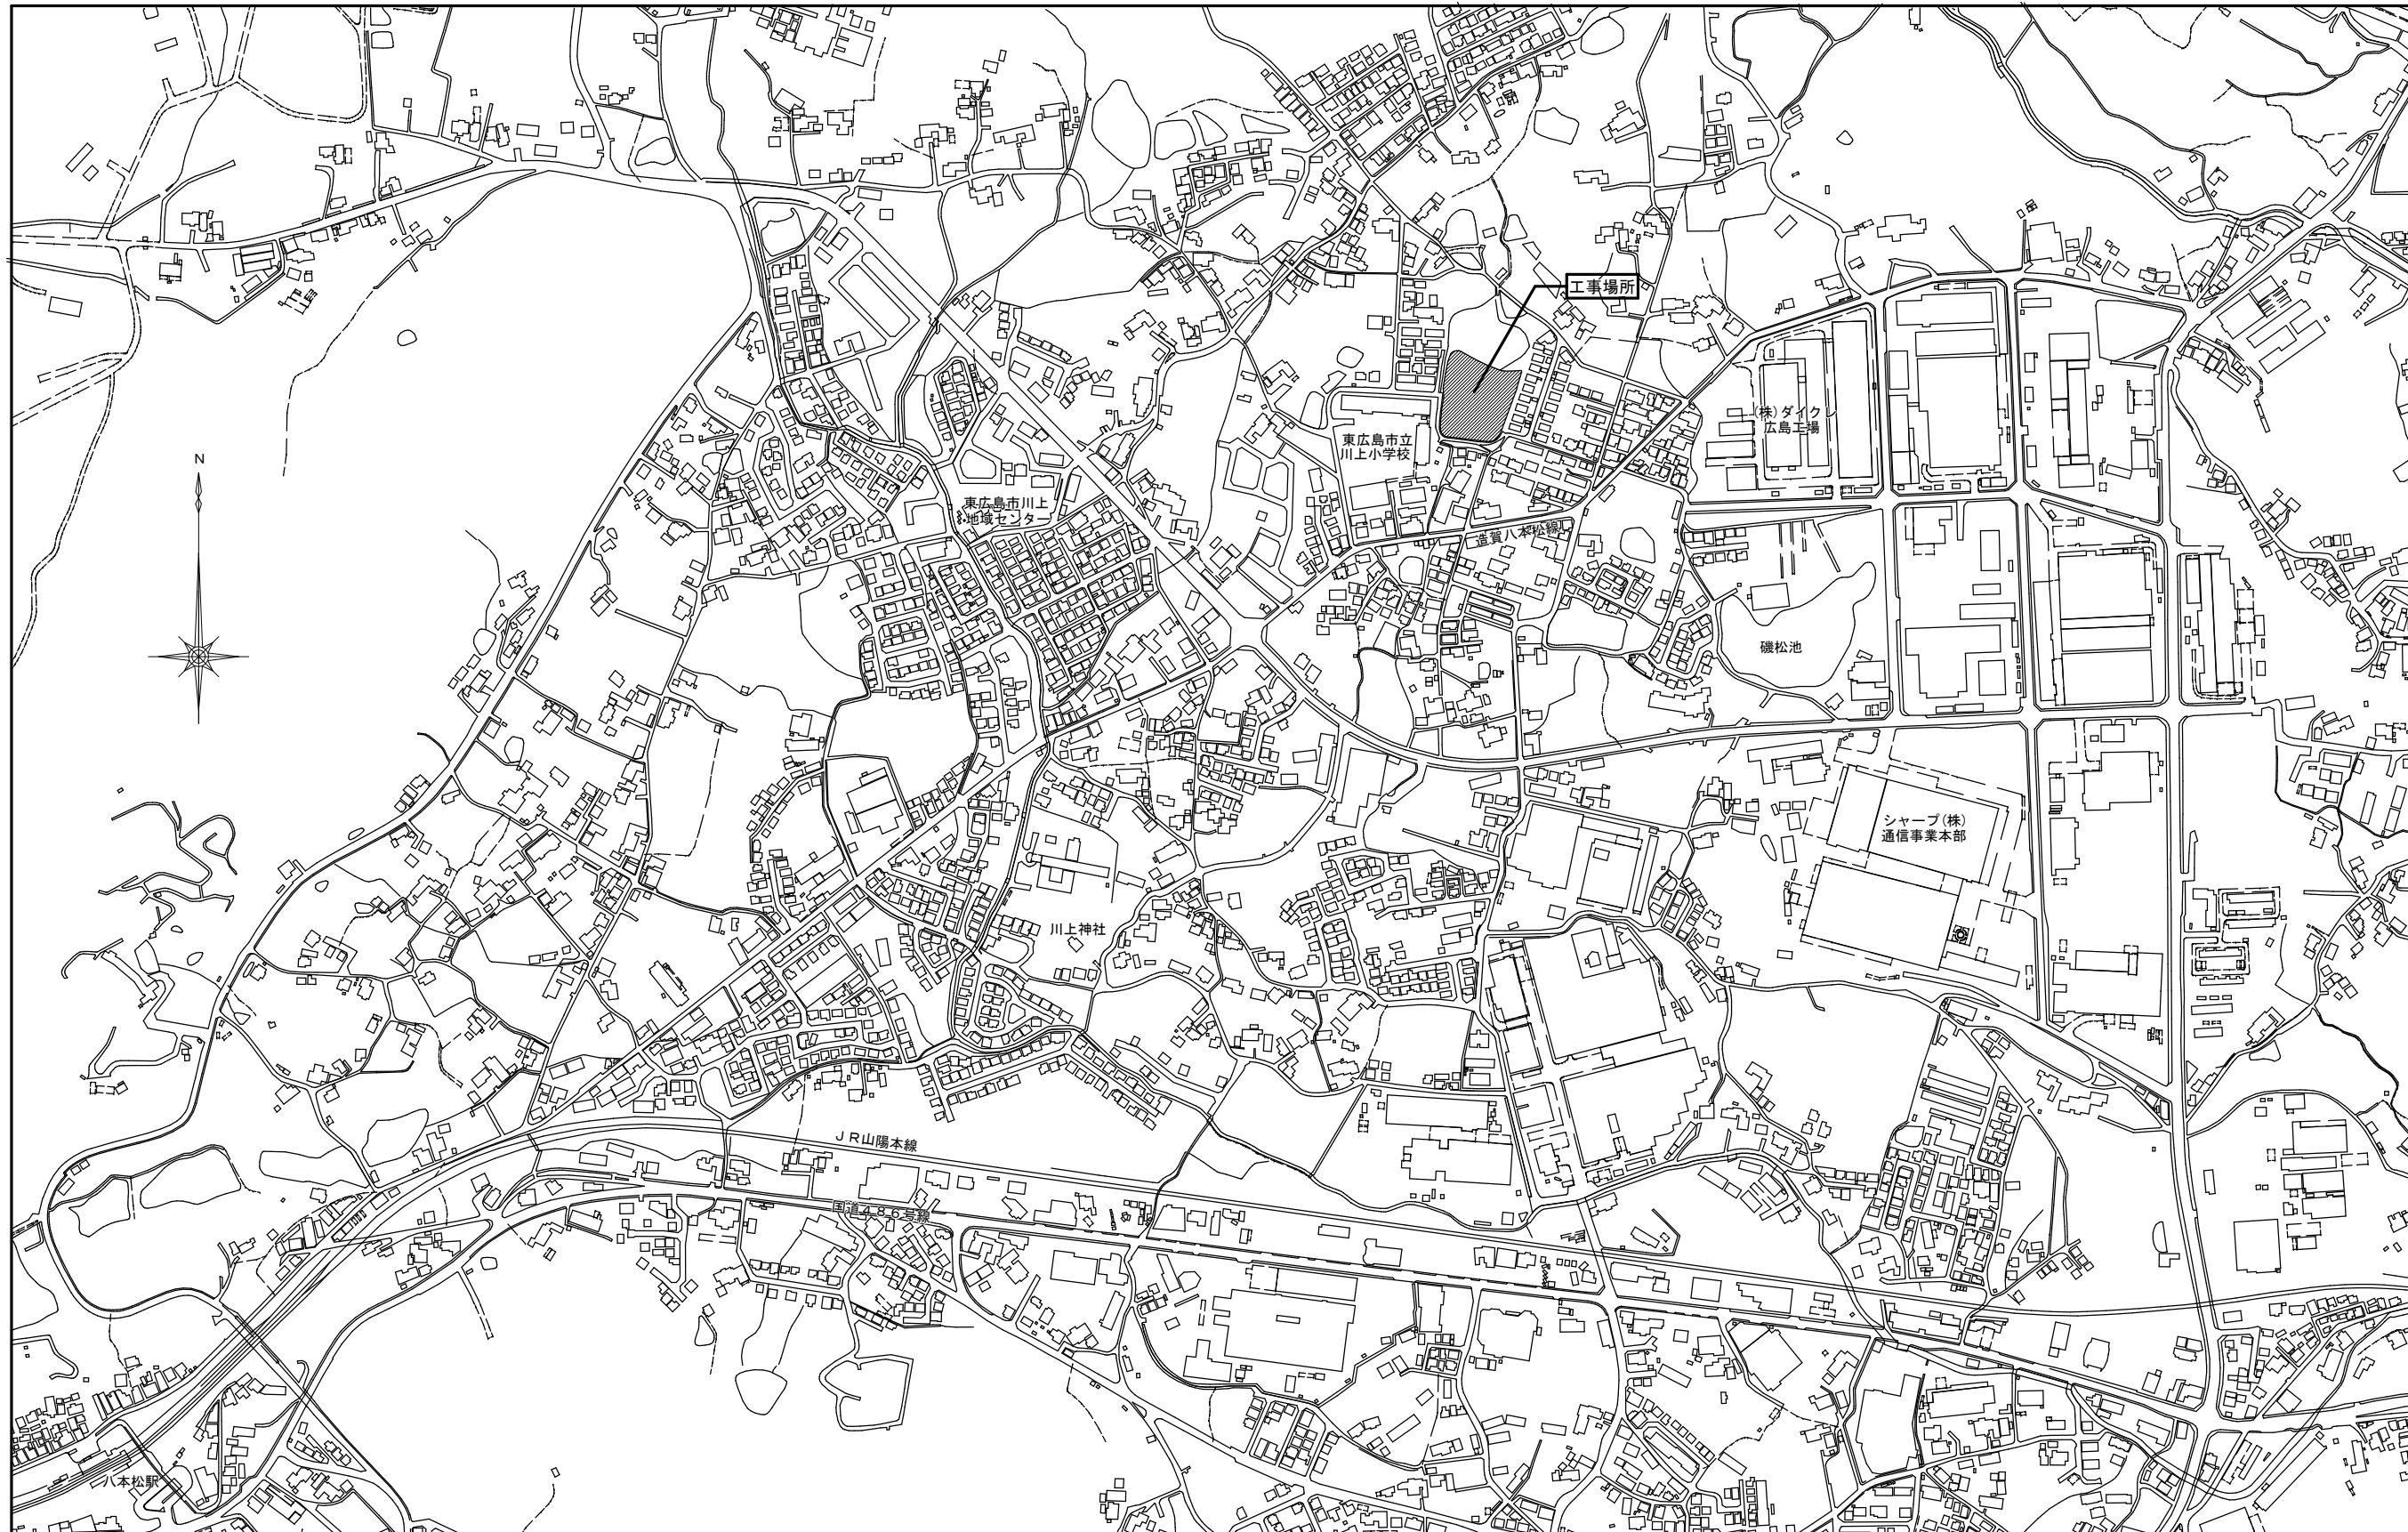 工事場所
(株)ダイクレ
広島工場
東広島市立
川上小学校
N
東広島市川上
地域センター
造賀八本松線
磯松池
シャープ(株)
通信事業本部
川上神社
JR山陽本線
国道486号線
八本松駅